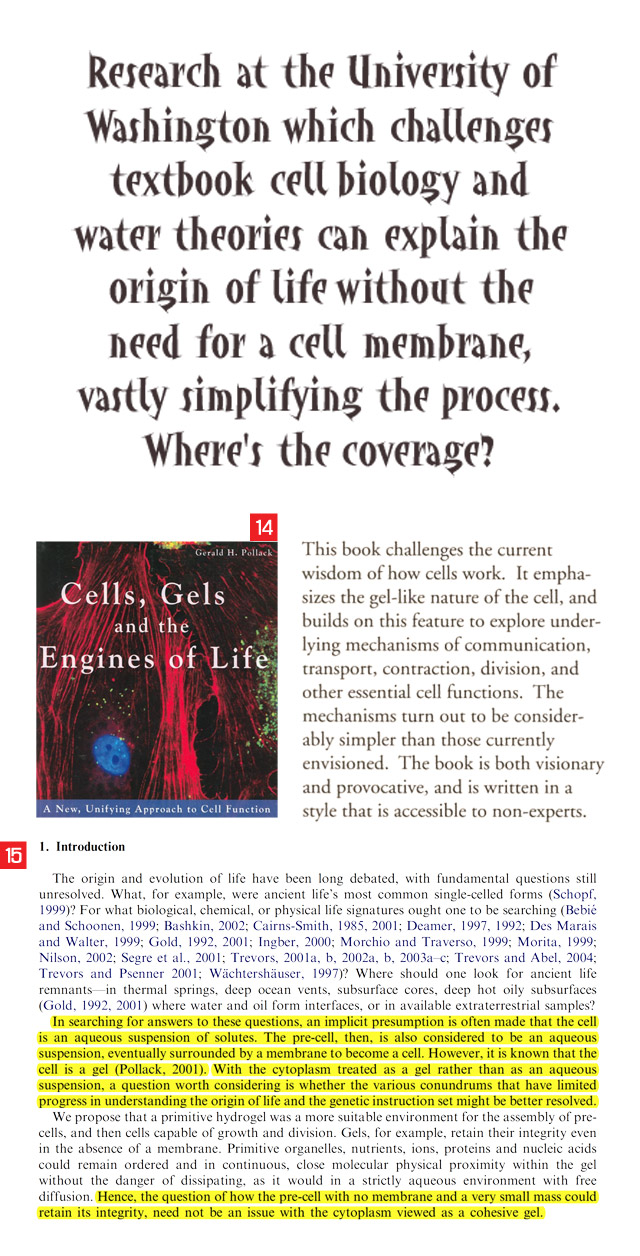 Research at the University of
Washington which challenges
textbook cell biology and
water theories can explain the
origin of life without the
need for a cell membrane,
vastly simplifying the process.
Where's the coverage?
14
Gerald H. Pollack
Cells, Gels
and the
Engines of Life
A New, Unifying Approach to Cell Function
This book challenges the current
wisdom of how cells work. It empha-
sizes the gel-like nature of the cell, and
builds on this feature to explore under-
lying mechanisms of communication,
transport, contraction, division, and
other essential cell functions. The
mechanisms turn out to be consider-
ably simpler than those currently
envisioned. The book is both visionary
and provocative, and is written in a
style that is accessible to non-experts.
15
1. Introduction
The origin and evolution of life have been long debated, with fundamental questions still
unresolved. What, for example, were ancient life's most common single-celled forms (Schopf,
1999)? For what biological, chemical, or physical life signatures ought one to be searching (Bebié
and Schoonen, 1999; Bashkin, 2002; Cairns-Smith, 1985, 2001; Deamer, 1997, 1992; Des Marais
and Walter, 1999; Gold, 1992, 2001; Ingber, 2000; Morchio and Traverso, 1999; Morita, 1999;
Nilson, 2002; Segre et al., 2001; Trevors, 2001a, b, 2002a, b, 2003a–c; Trevors and Abel, 2004;
Trevors and Psenner 2001; Wächtershäuser, 1997)? Where should one look for ancient life
remnants—in thermal springs, deep ocean vents, subsurface cores, deep hot oily subsurfaces
(Gold, 1992, 2001) where water and oil form interfaces, or in available extraterrestrial samples?
In searching for answers to these questions, an implicit presumption is often made that the cell
is an aqueous suspension of solutes. The pre-cell, then, is also considered to be an aqueous
suspension, eventually surrounded by a membrane to become a cell. However, it is known that the
cell is a gel (Pollack, 2001). With the cytoplasm treated as a gel rather than as an aqueous
suspension, a question worth considering is whether the various conundrums that have limited
progress in understanding the origin of life and the genetic instruction set might be better resolved.
We propose that a primitive hydrogel was a more suitable environment for the assembly of pre-
cells, and then cells capable of growth and division. Gels, for example, retain their integrity even
in the absence of a membrane. Primitive organelles, nutrients, ions, proteins and nucleic acids
could remain ordered and in continuous, close molecular physical proximity within the gel
without the danger of dissipating, as it would in a strictly aqueous environment with free
diffusion. Hence, the question of how the pre-cell with no membrane and a very small mass could
retain its integrity, need not be an issue with the cytoplasm viewed as a cohesive gel.